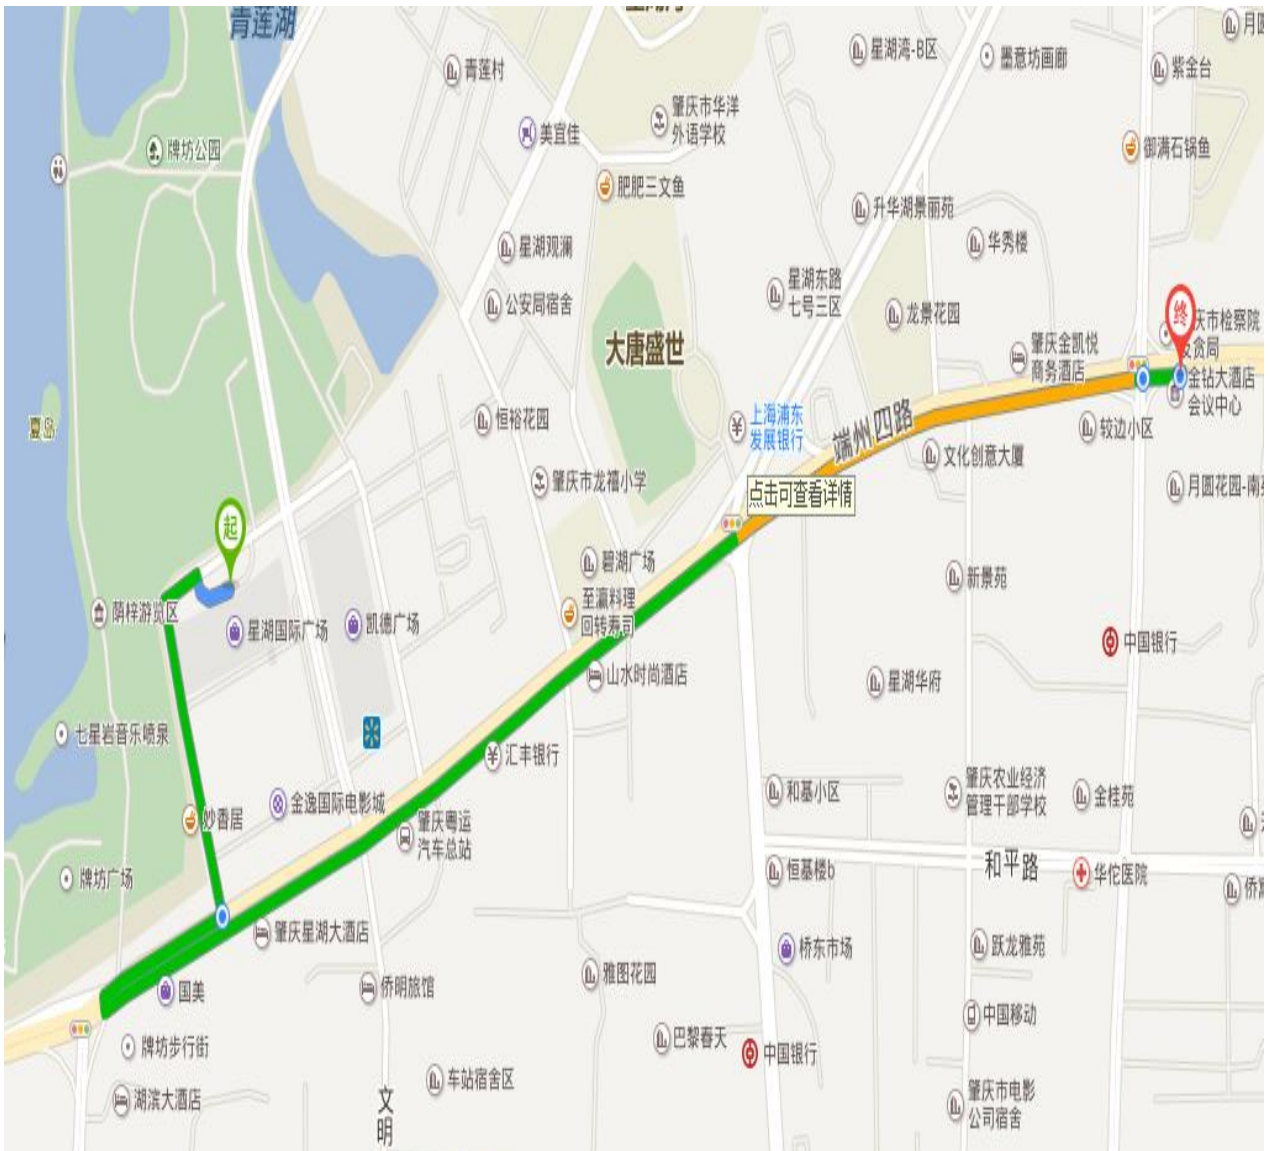 青莲湖
月圆
星湖湾-B区
墨意坊画廊
紫金台
青莲村
肇庆市华洋
外语学校
美宜佳
牌坊公园
御满石锅鱼
肥肥三文鱼
升华湖景丽苑
星湖观澜
华秀楼
公安局宿舍
星湖东路
七号三区
龙景花园
终
庆市检察院
反贪局
大唐盛世
肇庆金凯悦
商务酒店
金钻大酒店
会议中心
恒裕花园
上海浦东
发展银行
端州四路
较边小区
文化创意大厦
肇庆市龙禧小学
点击可查看详情
月圆花园-南
起
碧湖广场
新景苑
荫梓游览区
星湖国际广场
凯德广场
至瀛料理
回转寿司
中国银行
山水时尚酒店
星湖华府
七星岩音乐喷泉
汇丰银行
妙香居
金逸国际电影城
肇庆粤运
汽车总站
和基小区
肇庆农业经济
管理干部学校
金桂苑
牌坊广场
恒基楼b
和平路
华佗医院
侨
肇庆星湖大酒店
桥东市场
跃龙雅苑
国美
侨明旅馆
雅图花园
中国移动
牌坊步行街
巴黎春天
中国银行
车站宿舍区
湖滨大酒店
文
明
肇庆市电影
公司宿舍